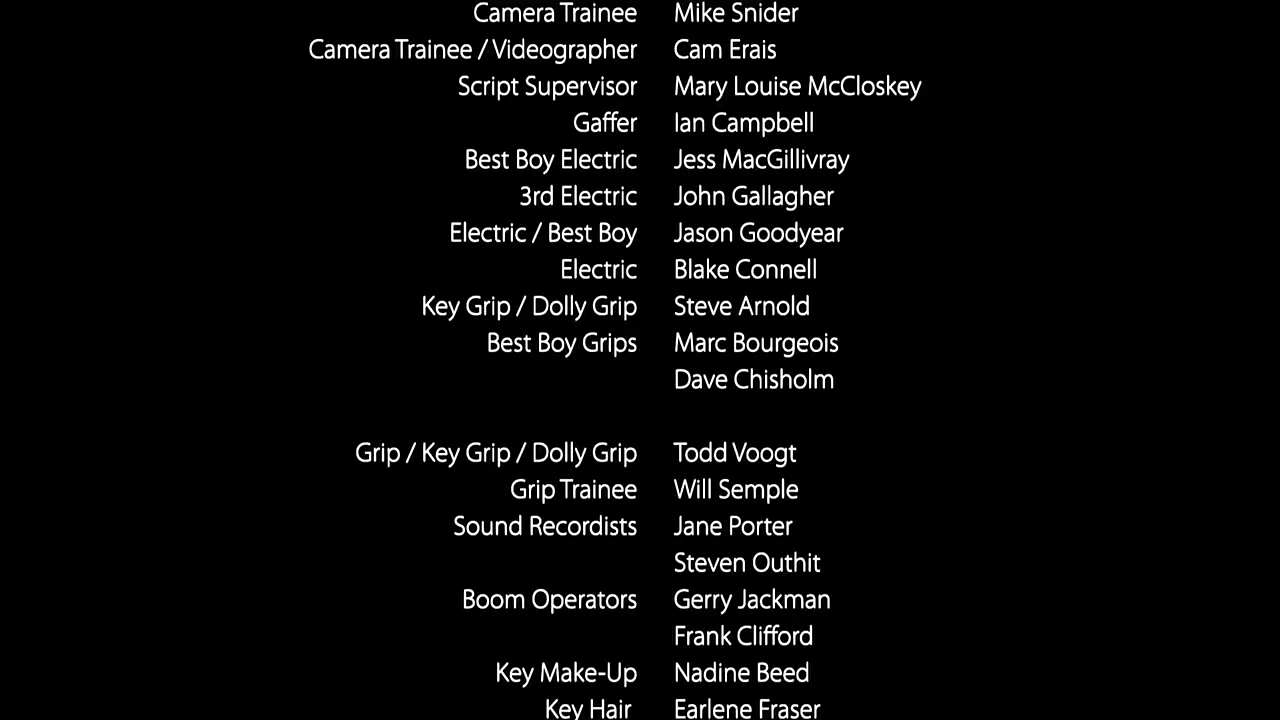 Camera Trainee Mike Snider
Camera Trainee / Videographer Cam Erais
Script Supervisor Mary Louise McCloskey
Gaffer Ian Campbell
Best Boy Electric Jess MacGillivray
3rd Electric John Gallagher
Electric / Best Boy Jason Goodyear
Electric Blake Connell
Key Grip / Dolly Grip Steve Arnold
Best Boy Grips Marc Bourgeois
Dave Chisholm
Grip / Key Grip / Dolly Grip Todd Voogt
Grip Trainee Will Semple
Sound Recordists Jane Porter
Steven Outhit
Boom Operators Gerry Jackman
Frank Clifford
Key Make-Up Nadine Beed
Key Hair Earlene Fraser